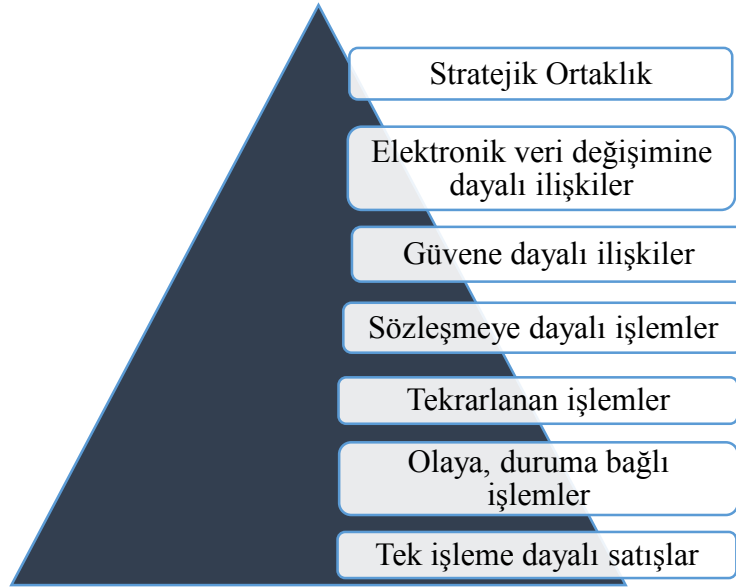 Stratejik Ortaklık
Elektronik veri değişimine
dayalı ilişkiler
Güvene dayalı ilişkiler
Sözleşmeye dayalı işlemler
Tekrarlanan işlemler
Olaya, duruma bağlı
işlemler
Tek işleme dayalı satışlar